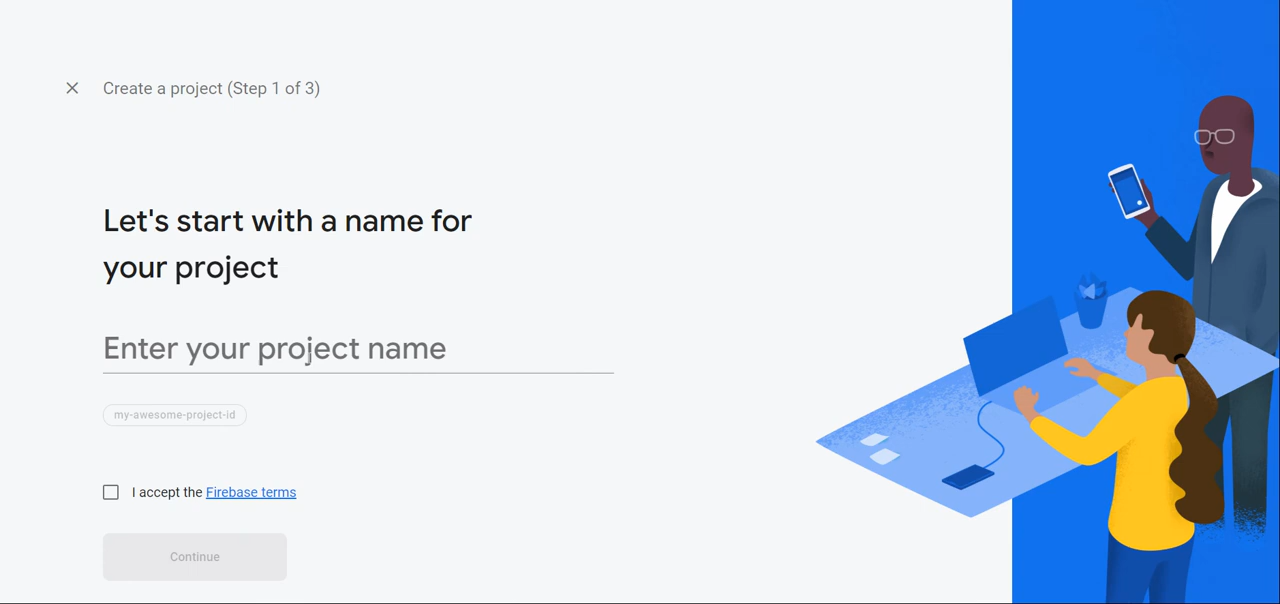 Create a project (Step 1 of 3)
Let's start with a name for
your project
Enter your project name
my-awesome-project-id
I accept the Firebase terms
Continue